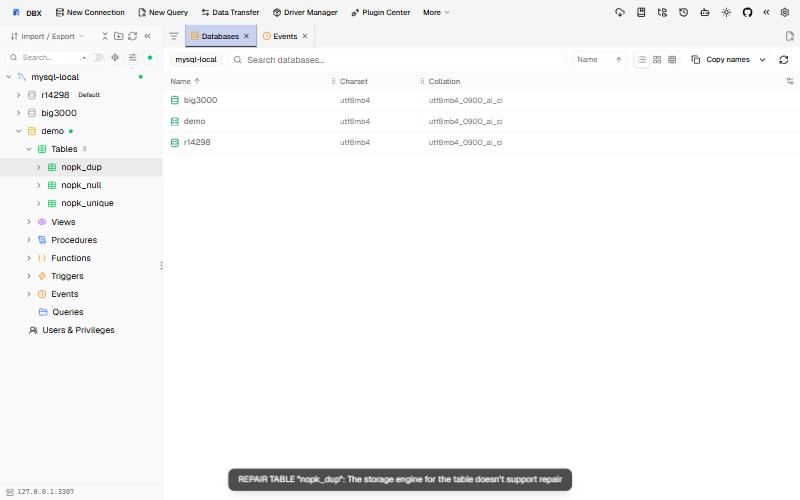 DBX
New Connection
New Query
Data Transfer
Driver Manager
Plugin Center
More
Import / Export
Databases
Events
Search...
.*
mysql-local
Search databases...
Name
Copy names
mysql-local
r14298 Default
big3000
demo
Tables 3
nopk_dup
nopk_null
nopk_unique
Views
Procedures
Functions
Triggers
Events
Queries
Users & Privileges
Name
Charset
Collation
big3000
utf8mb4
utf8mb4_0900_ai_ci
demo
utf8mb4
utf8mb4_0900_ai_ci
r14298
utf8mb4
utf8mb4_0900_ai_ci
REPAIR TABLE "nopk_dup": The storage engine for the table doesn't support repair
127.0.0.1:3307